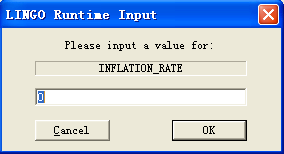 LINGO Runtime Input
Please input a value for:
INFLATION_RATE
0
Cancel
OK